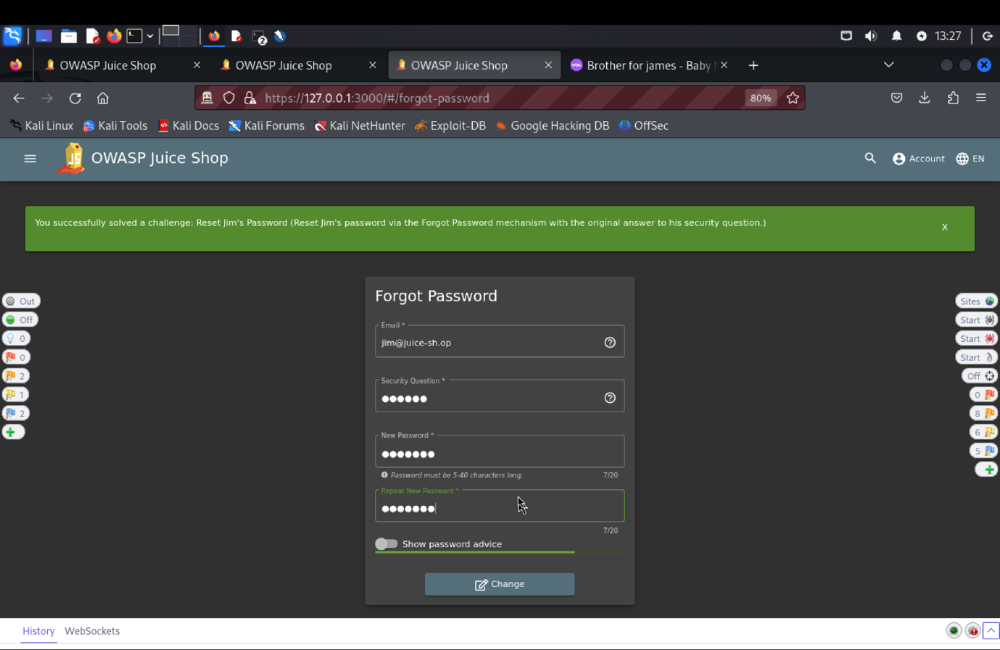 2
13:27
OWASP Juice Shop
OWASP Juice Shop
OWASP Juice Shop
Brother for james - Baby
https://127.0.0.1:3000/#/forgot-password
80%
Kali Linux
Kali Tools
Kali Docs
Kali Forums
Kali NetHunter
Exploit-DB
Google Hacking DB
OffSec
JS
OWASP Juice Shop
Account
EN
You successfully solved a challenge: Reset Jim's Password (Reset Jim's password via the Forgot Password mechanism with the original answer to his security question.)
X
Forgot Password
Email *
jim@juice-sh.op
Security Question *
New Password *
Password must be 5-40 characters long.
7/20
Repeat New Password *
7/20
Show password advice
Change
Out
Off
0
0
2
1
2
Sites
Start
Start
Start
Off
0
8
6
5
History
WebSockets